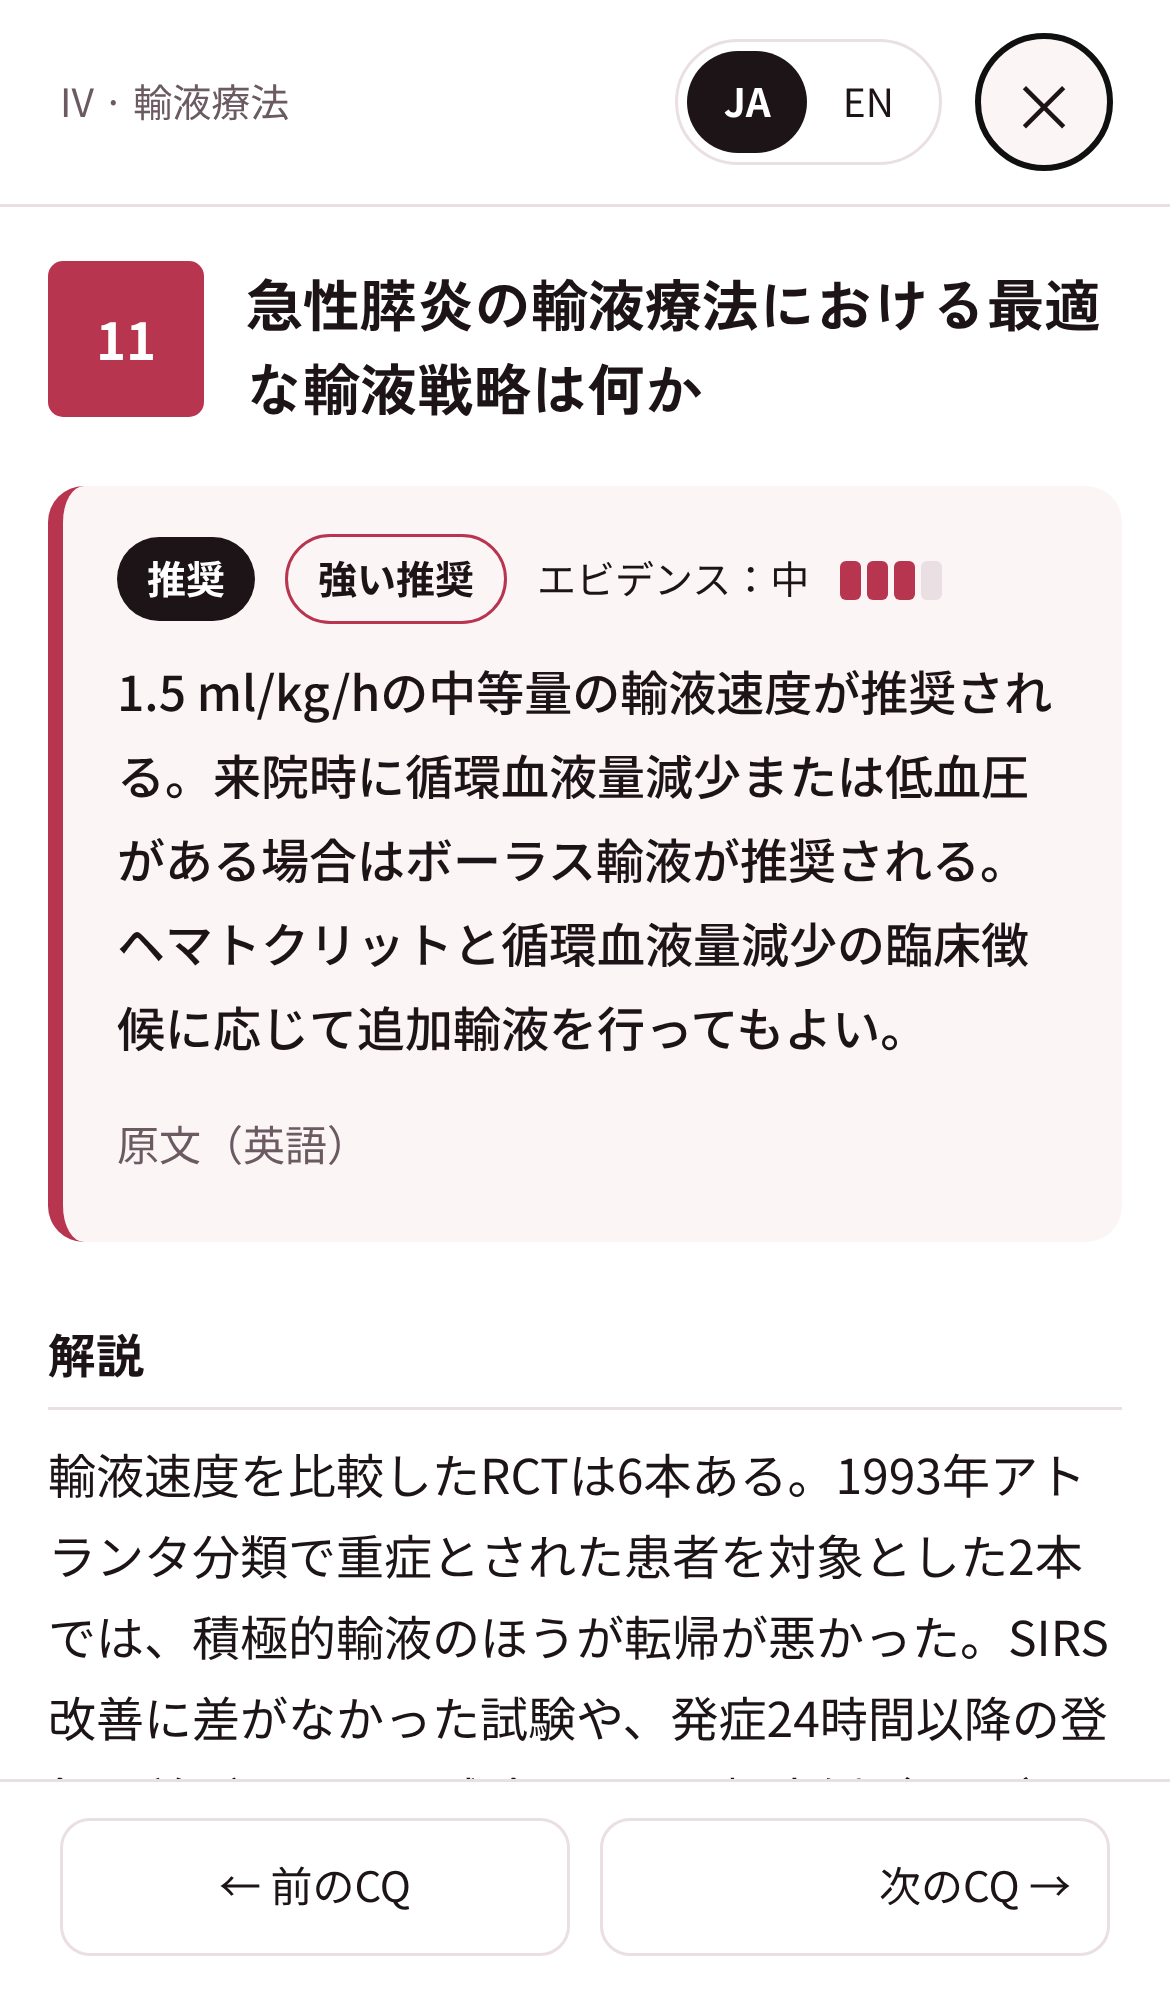 IV · 輸液療法
JA
EN
×
11
急性膵炎の輸液療法における最適
な輸液戦略は何か
推奨
強い推奨
エビデンス：中
1.5 ml/kg/hの中等量の輸液速度が推奨され
る。来院時に循環血液量減少または低血圧
がある場合はボーラス輸液が推奨される。
ヘマトクリットと循環血液量減少の臨床徴
候に応じて追加輸液を行ってもよい。
原文（英語）
解説
輸液速度を比較したRCTは6本ある。1993年アト
ランタ分類で重症とされた患者を対象とした2本
では、積極的輸液のほうが転帰が悪かった。SIRS
改善に差がなかった試験や、発症24時間以降の登
← 前のCQ
次のCQ →